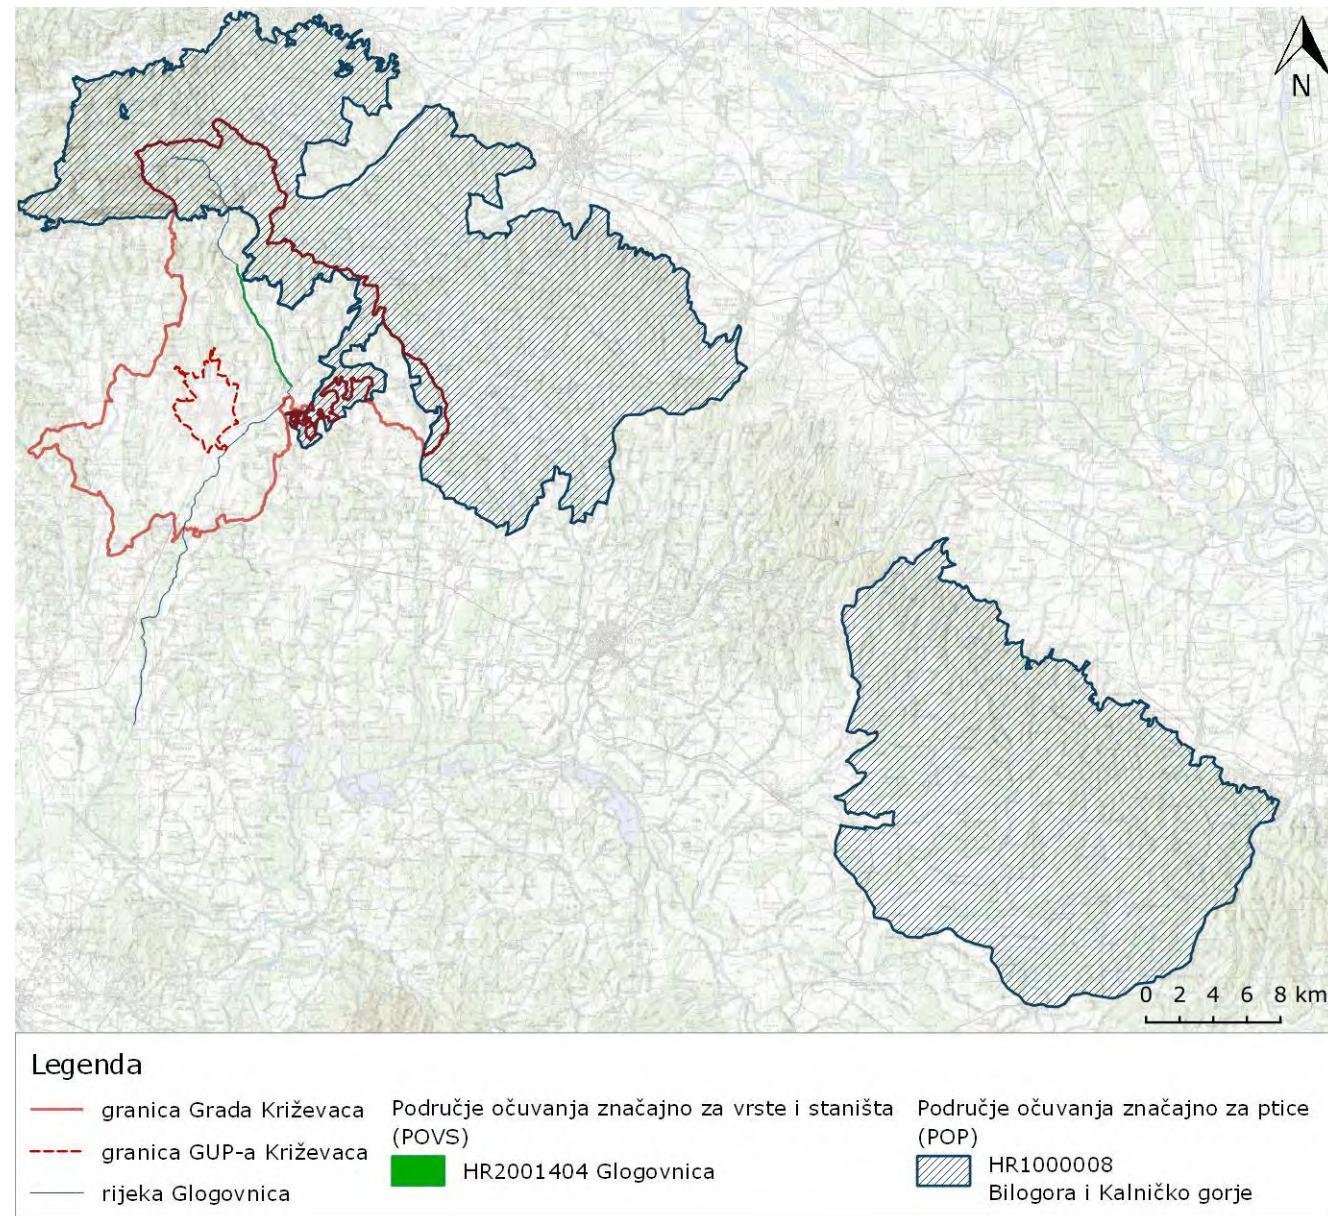 N
0 2 4 6 8 km
Legenda
granica Grada Križevaca
granica GUP-a Križevaca
rijeka Glogovnica
Područje očuvanja značajno za vrste i staništa
(POVS)
HR2001404 Glogovnica
Područje očuvanja značajno za ptice
(POP)
HR1000008
Bilogora i Kalničko gorje